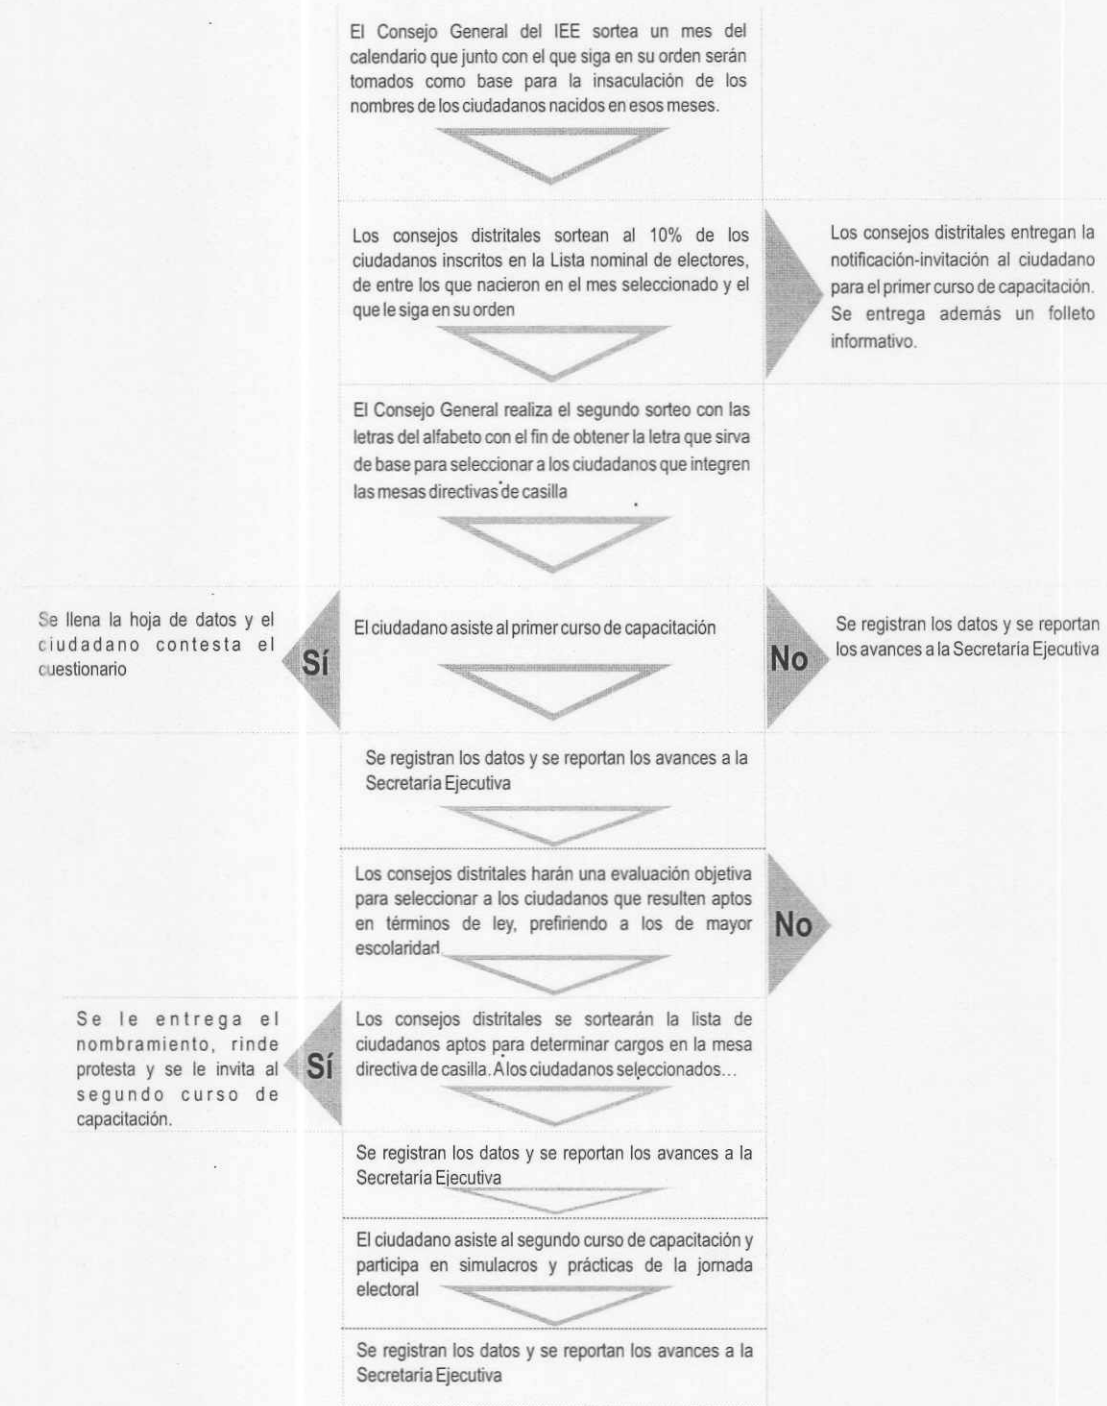 El Consejo General del IEE sortea un mes del
calendario que junto con el que siga en su orden serán
tomados como base para la insaculación de los
nombres de los ciudadanos nacidos en esos meses.
Los consejos distritales sortean al 10% de los
ciudadanos inscritos en la Lista nominal de electores,
de entre los que nacieron en el mes seleccionado y el
que le siga en su orden
Los consejos distritales entregan la
notificación-invitación al ciudadano
para el primer curso de capacitación.
Se entrega además un folleto
informativo.
El Consejo General realiza el segundo sorteo con las
letras del alfabeto con el fin de obtener la letra que sirva
de base para seleccionar a los ciudadanos que integren
las mesas directivas de casilla
El ciudadano asiste al primer curso de capacitación
Sí
Se llena la hoja de datos y el
ciudadano contesta el
cuestionario
No
Se registran los datos y se reportan
los avances a la Secretaría Ejecutiva
Se registran los datos y se reportan los avances a la
Secretaría Ejecutiva
Los consejos distritales harán una evaluación objetiva
para seleccionar a los ciudadanos que resulten aptos
en términos de ley, prefiriendo a los de mayor
escolaridad.
No
Los consejos distritales se sortearán la lista de
ciudadanos aptos para determinar cargos en la mesa
directiva de casilla. A los ciudadanos seleccionados...
Sí
Se le entrega el
nombramiento, rinde
protesta y se le invita al
segundo curso de
capacitación.
Se registran los datos y se reportan los avances a la
Secretaría Ejecutiva
El ciudadano asiste al segundo curso de capacitación y
participa en simulacros y prácticas de la jornada
electoral
Se registran los datos y se reportan los avances a la
Secretaría Ejecutiva